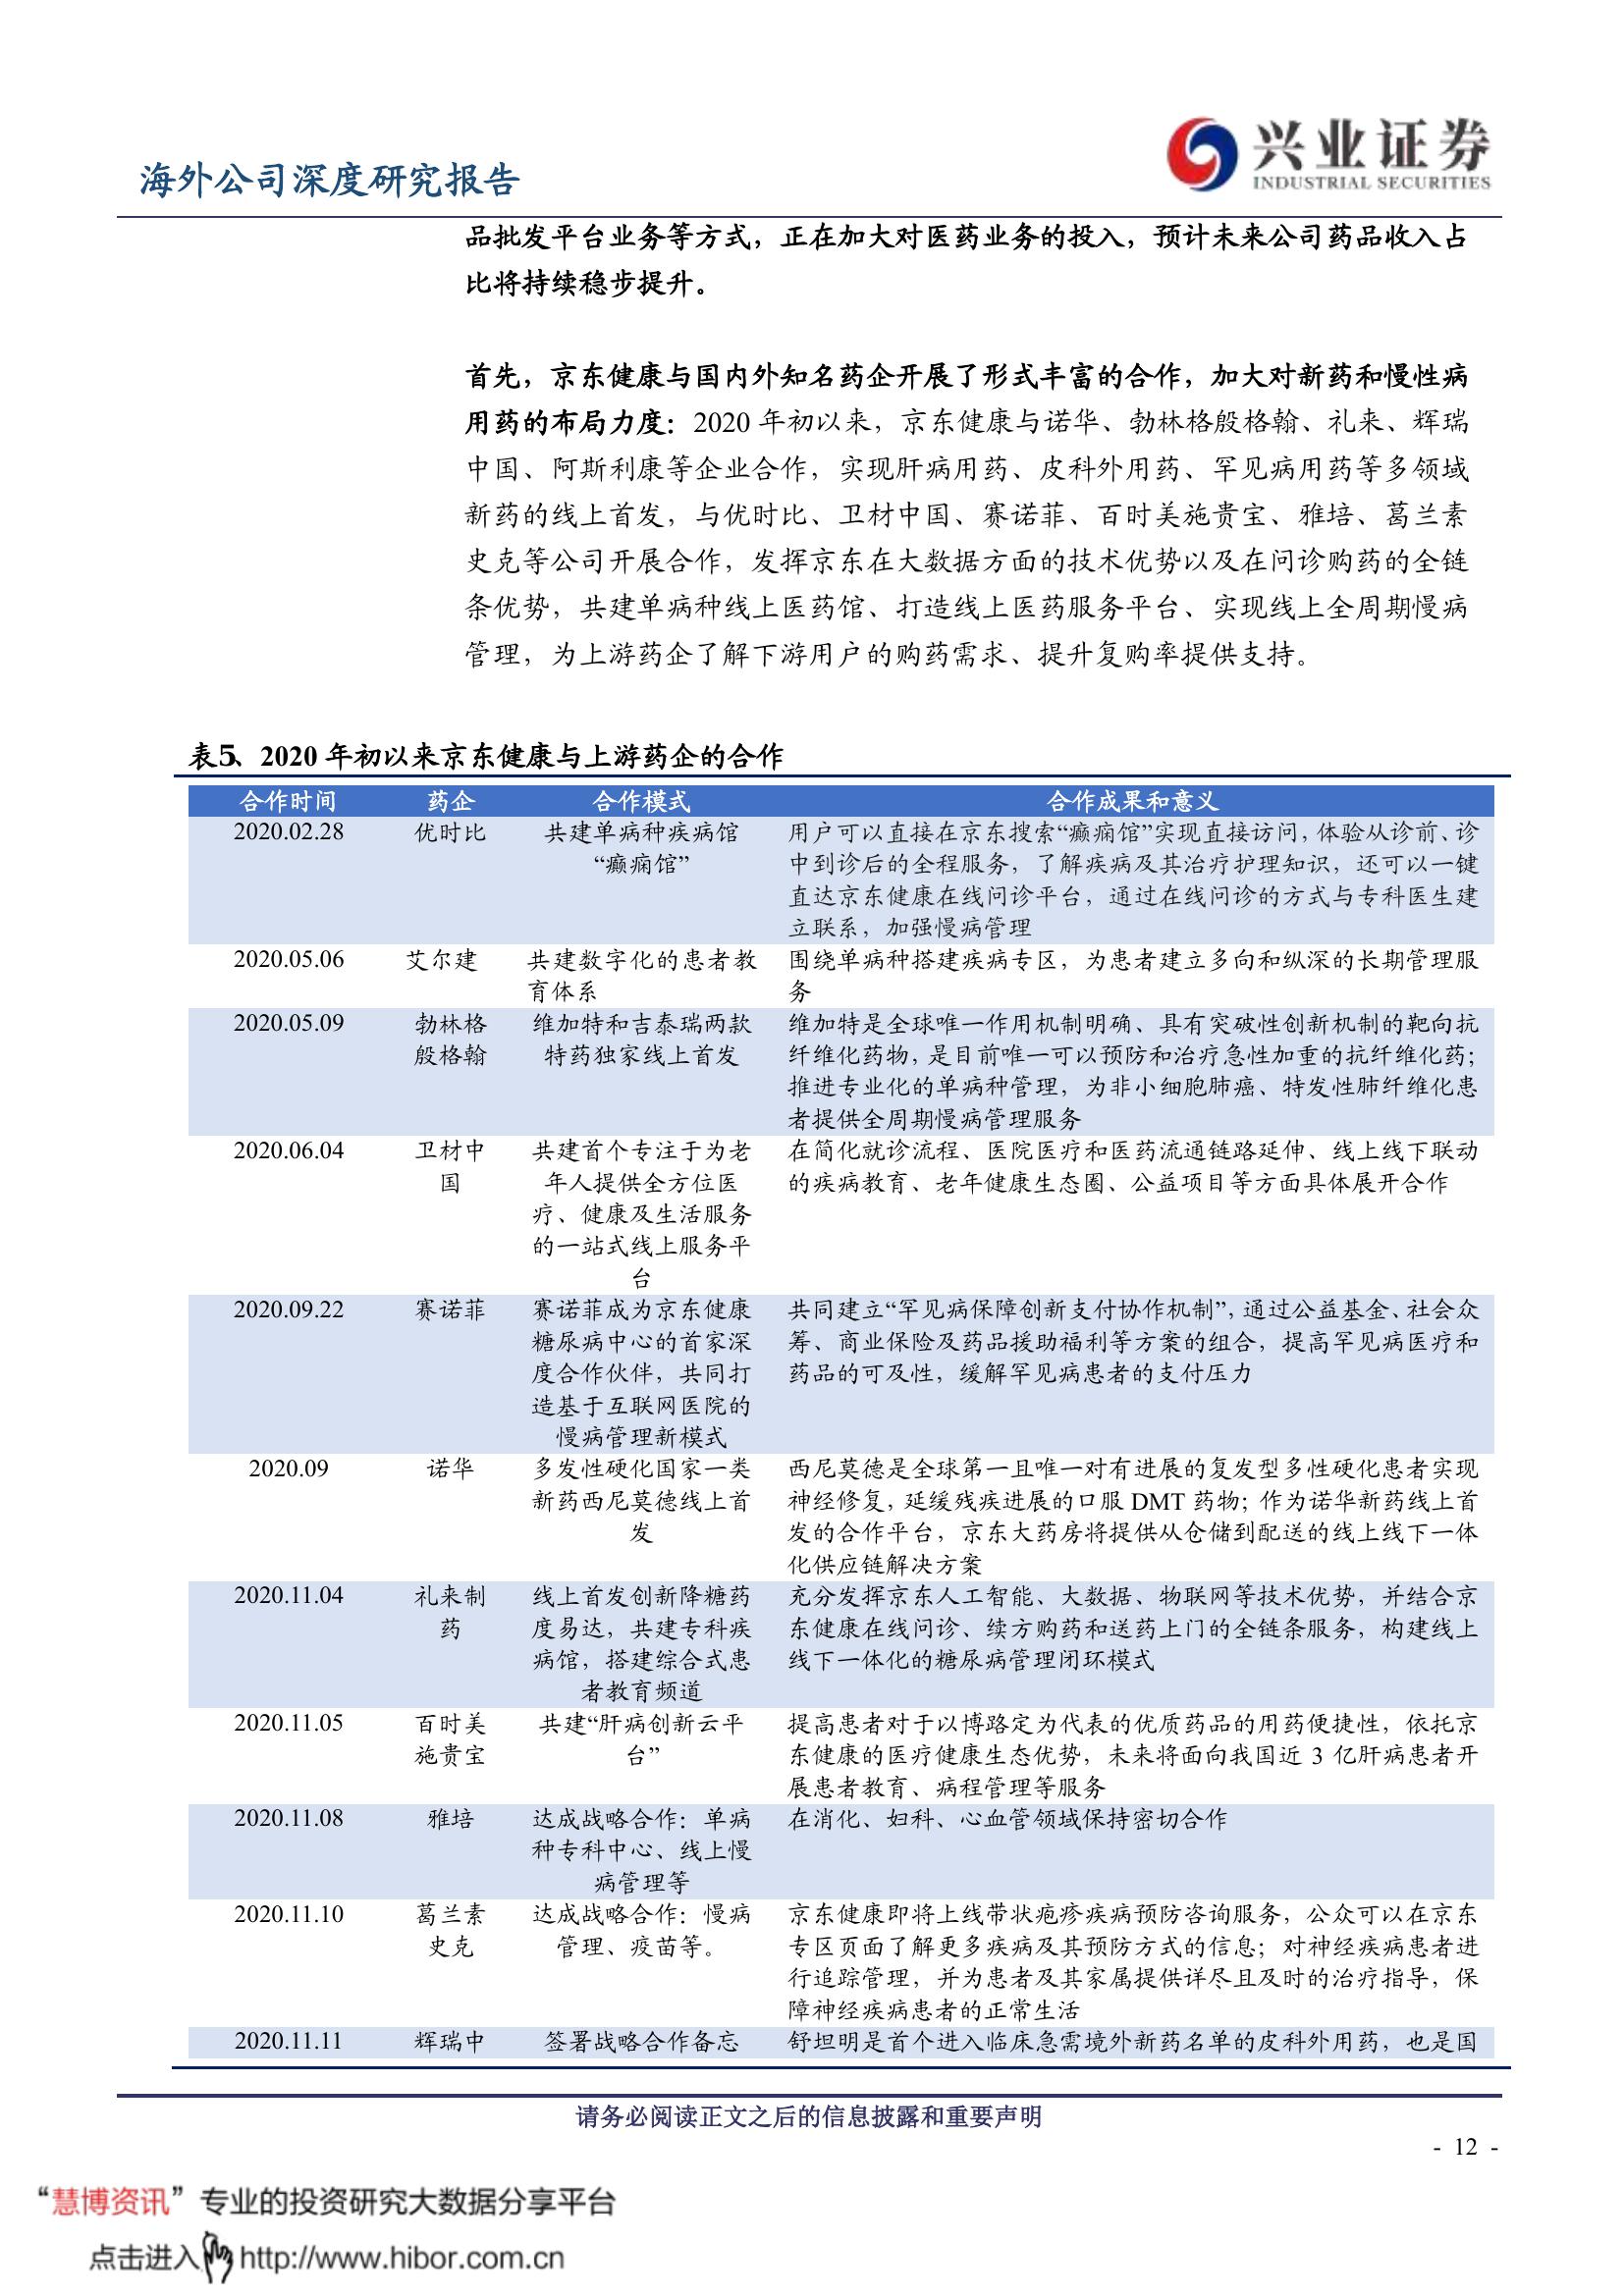 海外公司深度研究报告
兴业证券
INDUSTRIAL SECURITIES
品批发平台业务等方式，正在加大对医药业务的投入，预计未来公司药品收入占
比将持续稳步提升。
首先，京东健康与国内外知名药企开展了形式丰富的合作，加大对新药和慢性病
用药的布局力度：2020 年初以来，京东健康与诺华、勃林格殷格翰、礼来、辉瑞
中国、阿斯利康等企业合作，实现肝病用药、皮科外用药、罕见病用药等多领域
新药的线上首发，与优时比、卫材中国、赛诺菲、百时美施贵宝、雅培、葛兰素
史克等公司开展合作，发挥京东在大数据方面的技术优势以及在问诊购药的全链
条优势，共建单病种线上医药馆、打造线上医药服务平台、实现线上全周期慢病
管理，为上游药企了解下游用户的购药需求、提升复购率提供支持。
表5、2020 年初以来京东健康与上游药企的合作
合作时间 药企 合作模式 合作成果和意义
2020.02.28 优时比 共建单病种疾病馆 用户可以直接在京东搜索“癫痫馆”实现直接访问，体验从诊前、诊
“癫痫馆” 中到诊后的全程服务，了解疾病及其治疗护理知识，还可以一键
直达京东健康在线问诊平台，通过在线问诊的方式与专科医生建
立联系，加强慢病管理
2020.05.06 艾尔建 共建数字化的患者教 围绕单病种搭建疾病专区，为患者建立多向和纵深的长期管理服
育体系 务
2020.05.09 勃林格 维加特和吉泰瑞两款 维加特是全球唯一作用机制明确、具有突破性创新机制的靶向抗
殷格翰 特药独家线上首发 纤维化药物，是目前唯一可以预防和治疗急性加重的抗纤维化药；
推进专业化的单病种管理，为非小细胞肺癌、特发性肺纤维化患
者提供全周期慢病管理服务
2020.06.04 卫材中 共建首个专注于为老 在简化就诊流程、医院医疗和医药流通链路延伸、线上线下联动
国 年人提供全方位医 的疾病教育、老年健康生态圈、公益项目等方面具体展开合作
疗、健康及生活服务
的一站式线上服务平
台
2020.09.22 赛诺菲 赛诺菲成为京东健康 共同建立“罕见病保障创新支付协作机制”，通过公益基金、社会众
糖尿病中心的首家深 筹、商业保险及药品援助福利等方案的组合，提高罕见病医疗和
度合作伙伴，共同打 药品的可及性，缓解罕见病患者的支付压力
造基于互联网医院的
慢病管理新模式
2020.09 诺华 多发性硬化国家一类 西尼莫德是全球第一且唯一对有进展的复发型多性硬化患者实现
新药西尼莫德线上首 神经修复，延缓残疾进展的口服 DMT 药物；作为诺华新药线上首
发 发的合作平台，京东大药房将提供从仓储到配送的线上线下一体
化供应链解决方案
2020.11.04 礼来制 线上首发创新降糖药 充分发挥京东人工智能、大数据、物联网等技术优势，并结合京
药 度易达，共建专科疾 东健康在线问诊、续方购药和送药上门的全链条服务，构建线上
病馆，搭建综合式患 线下一体化的糖尿病管理闭环模式
者教育频道
2020.11.05 百时美 共建“肝病创新云平 提高患者对于以博路定为代表的优质药品的用药便捷性，依托京
施贵宝 台” 东健康的医疗健康生态优势，未来将面向我国近 3 亿肝病患者开
展患者教育、病程管理等服务
2020.11.08 雅培 达成战略合作：单病 在消化、妇科、心血管领域保持密切合作
种专科中心、线上慢
病管理等
2020.11.10 葛兰素 达成战略合作：慢病 京东健康即将上线带状疱疹疾病预防咨询服务，公众可以在京东
史克 管理、疫苗等。 专区页面了解更多疾病及其预防方式的信息；对神经疾病患者进
行追踪管理，并为患者及其家属提供详尽且及时的治疗指导，保
障神经疾病患者的正常生活
2020.11.11 辉瑞中 签署战略合作备忘 舒坦明是首个进入临床急需境外新药名单的皮科外用药，也是国
请务必阅读正文之后的信息披露和重要声明
- 12 -
“慧博资讯”专业的投资研究大数据分享平台
点击进入 http://www.hibor.com.cn